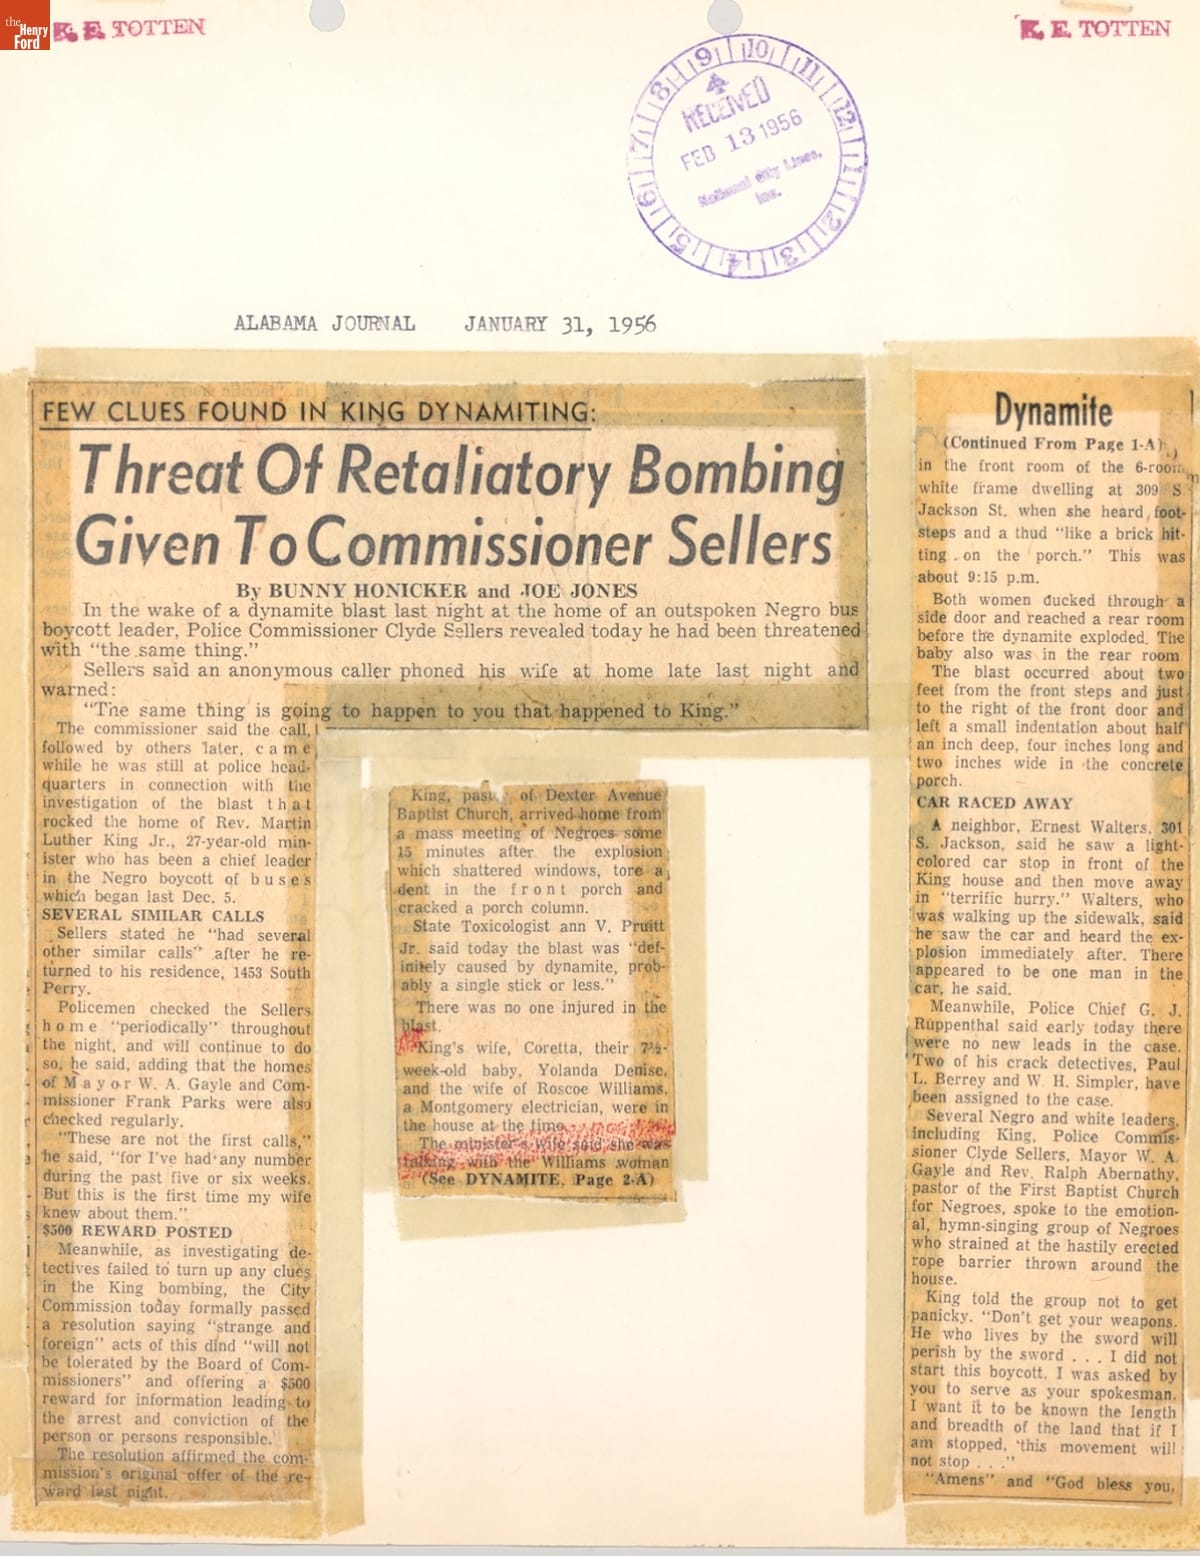 the
Henry
Ford
K. E. TOTTEN
K. E. TOTTEN
9 10 11 12 1 2 3 4 5 6 7 8
RECEIVED
FEB 13 1956
National City Lines,
Inc.
ALABAMA JOURNAL JANUARY 31, 1956
FEW CLUES FOUND IN KING DYNAMITING:
Threat Of Retaliatory Bombing
Given To Commissioner Sellers
By BUNNY HONICKER and JOE JONES
In the wake of a dynamite blast last night at the home of an outspoken Negro bus
boycott leader, Police Commissioner Clyde Sellers revealed today he had been threatened
with "the same thing."
Sellers said an anonymous caller phoned his wife at home late last night and
warned:
"The same thing is going to happen to you that happened to King."
The commissioner said the call,
followed by others later, came
while he was still at police head-
quarters in connection with the
investigation of the blast that
rocked the home of Rev. Martin
Luther King Jr., 27-year-old min-
ister who has been a chief leader
in the Negro boycott of buses
which began last Dec. 5.
SEVERAL SIMILAR CALLS
Sellers stated he "had several
other similar calls" after he re-
turned to his residence, 1453 South
Perry.
Policemen checked the Sellers
home "periodically" throughout
the night, and will continue to do
so, he said, adding that the homes
of Mayor W. A. Gayle and Com-
missioner Frank Parks were also
checked regularly.
"These are not the first calls,"
he said, "for I've had any number
during the past five or six weeks.
But this is the first time my wife
knew about them."
$500 REWARD POSTED
Meanwhile, as investigating de-
tectives failed to turn up any clues
in the King bombing, the City
Commission today formally passed
a resolution saying "strange and
foreign" acts of this dind "will not
be tolerated by the Board of Com-
missioners" and offering a $500
reward for information leading to
the arrest and conviction of the
person or persons responsible.
The resolution affirmed the com-
mission's original offer of the re-
ward last night.
King, past of Dexter Avenue
Baptist Church, arrived home from
a mass meeting of Negroes some
15 minutes after the explosion
which shattered windows, tore a
dent in the front porch and
cracked a porch column.
State Toxicologist ann V. Pruitt
Jr. said today the blast was "def-
initely caused by dynamite, prob-
ably a single stick or less."
There was no one injured in the
blast.
King's wife, Coretta, their 7½-
week-old baby, Yolanda Denise,
and the wife of Roscoe Williams,
a Montgomery electrician, were in
the house at the time.
The minister's wife said she was
talking with the Williams woman
(See DYNAMITE, Page 2-A)
Dynamite
(Continued From Page 1-A)
in the front room of the 6-room
white frame dwelling at 309 S
Jackson St. when she heard foot-
steps and a thud "like a brick hit-
ting on the porch." This was
about 9:15 p.m.
Both women ducked through a
side door and reached a rear room
before the dynamite exploded. The
baby also was in the rear room
The blast occurred about two
feet from the front steps and just
to the right of the front door and
left a small indentation about half
an inch deep, four inches long and
two inches wide in the concrete
porch.
CAR RACED AWAY
A neighbor, Ernest Walters, 301
S. Jackson, said he saw a light-
colored car stop in front of the
King house and then move away
in "terrific hurry." Walters, who
was walking up the sidewalk, said
he saw the car and heard the ex-
plosion immediately after. There
appeared to be one man in the
car, he said.
Meanwhile, Police Chief G. J.
Ruppenthal said early today there
were no new leads in the case.
Two of his crack detectives, Paul
L. Berrey and W. H. Simpler, have
been assigned to the case.
Several Negro and white leaders,
including King, Police Commis-
sioner Clyde Sellers, Mayor W. A.
Gayle and Rev. Ralph Abernathy,
pastor of the First Baptist Church
for Negroes, spoke to the emotion-
al, hymn-singing group of Negroes
who strained at the hastily erected
rope barrier thrown around the
house.
King told the group not to get
panicky. "Don't get your weapons.
He who lives by the sword will
perish by the sword . . . I did not
start this boycott. I was asked by
you to serve as your spokesman.
I want it to be known the length
and breadth of the land that if I
am stopped, 'this movement will
not stop . . ."
"Amens" and "God bless you,